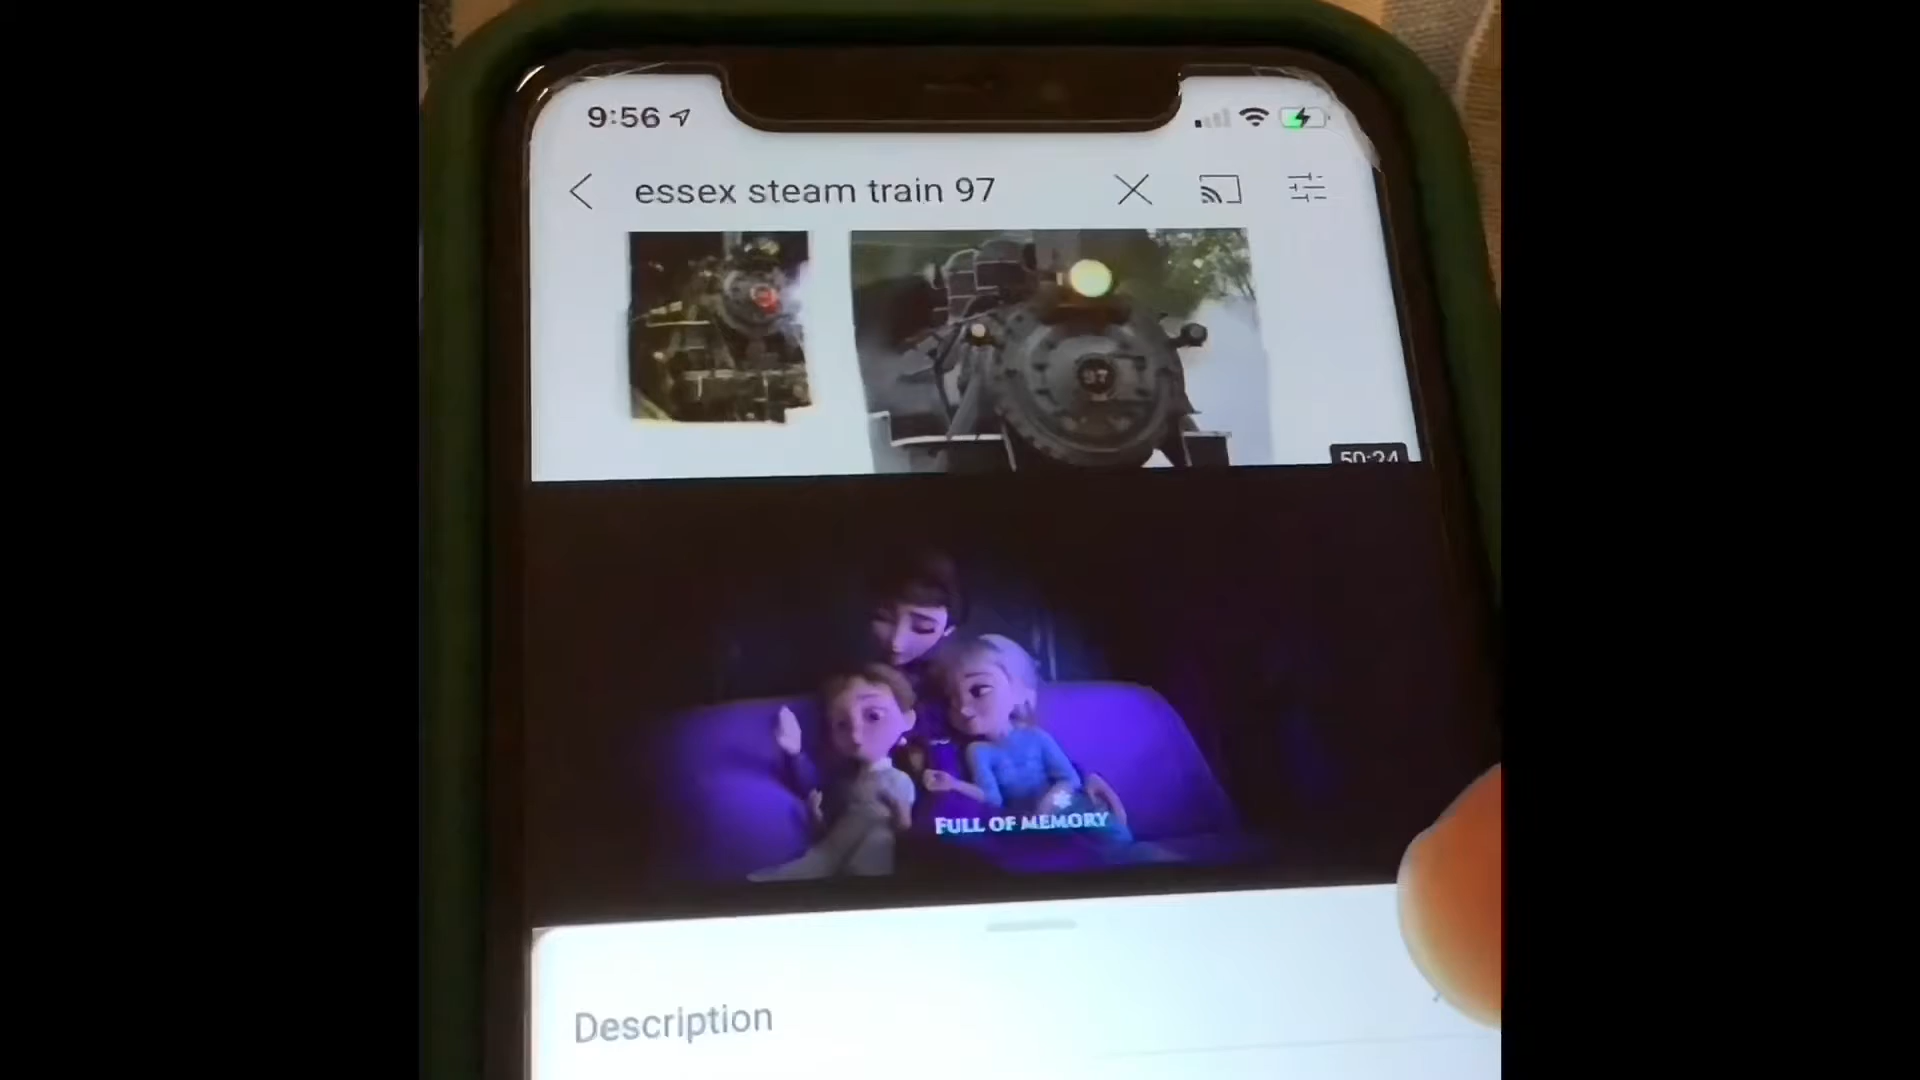 9:56
essex steam train 97
97
50:24
FULL OF MEMORY
Description